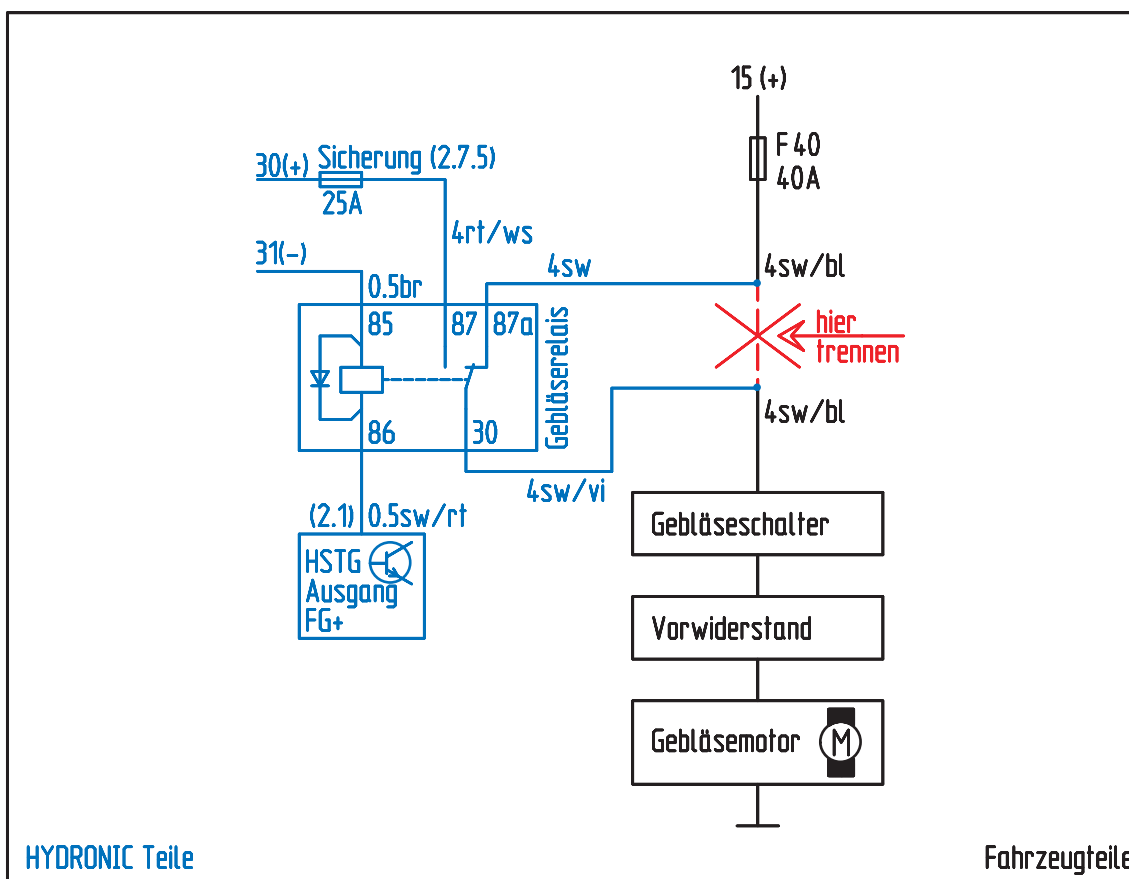 15 (+)
F 40
40A
30(+)
Sicherung (2.7.5)
25A
4rt/ws
31(-)
4sw
4sw/bl
0.5br
85
87
87a
Gebläserelais
hier
trennen
4sw/bl
86
30
4sw/vi
(2.1)
0.5sw/rt
HSTG
Ausgang
FG+
Gebläseschalter
Vorwiderstand
Gebläsemotor
M
HYDRONIC Teile
Fahrzeugteile